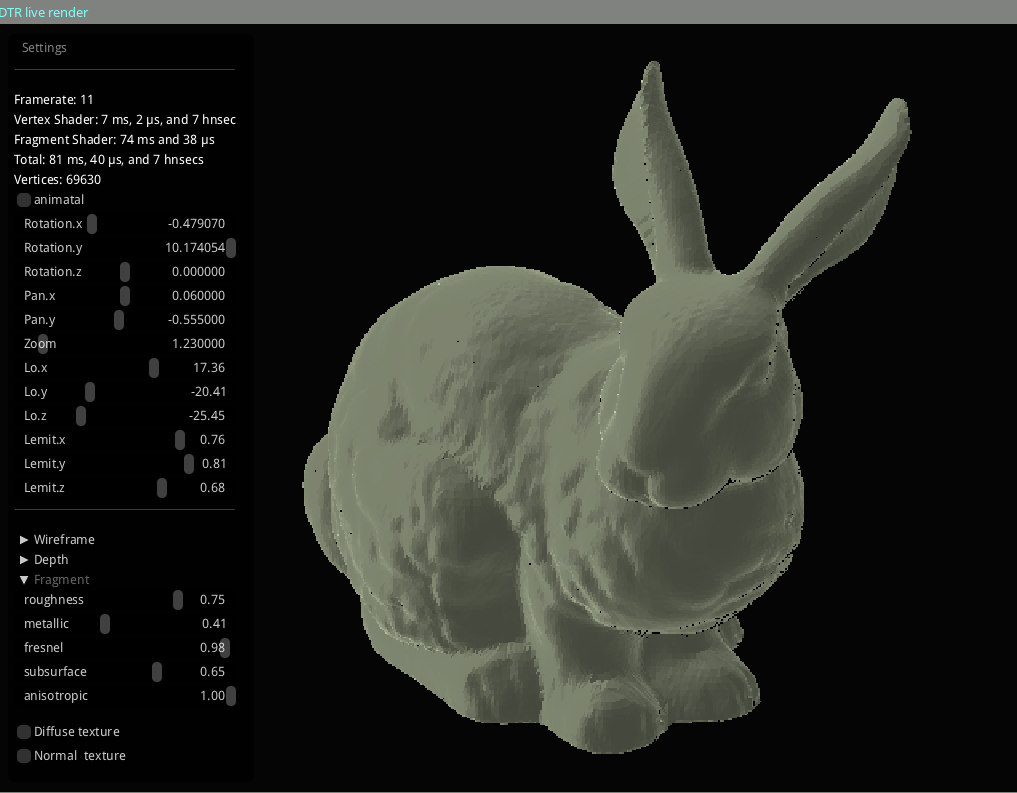 DTR live render
Settings
Framerate: 11
Vertex Shader: 7 ms, 2 µs, and 7 hnsec
Fragment Shader: 74 ms and 38 µs
Total: 81 ms, 40 µs, and 7 hnsecs
Vertices: 69630
animatal
Rotation.x -0.479070
Rotation.y 10.174054
Rotation.z 0.000000
Pan.x 0.060000
Pan.y -0.555000
Zoom 1.230000
Lo.x 17.36
Lo.y -20.41
Lo.z -25.45
Lemit.x 0.76
Lemit.y 0.81
Lemit.z 0.68
Wireframe
Depth
Fragment
roughness 0.75
metallic 0.41
fresnel 0.98
subsurface 0.65
anisotropic 1.00
Diffuse texture
Normal texture